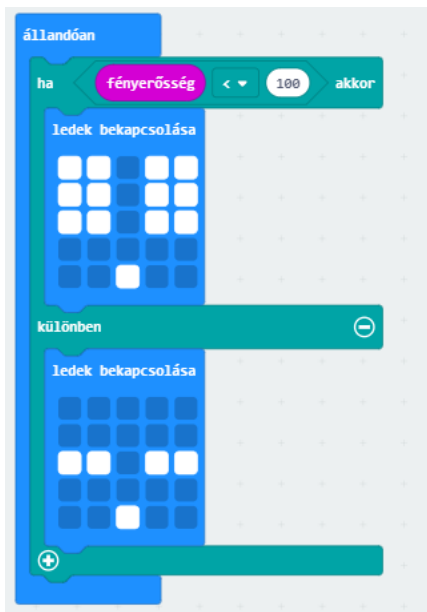 állandóan
ha fényerősség < 100 akkor
ledek bekapcsolása
különben
ledek bekapcsolása